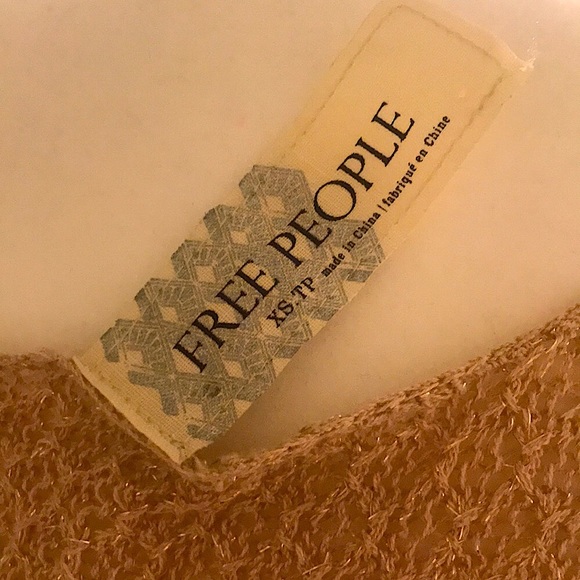 FREE PEOPLE
XS-TP made in China | fabriqué en Chine